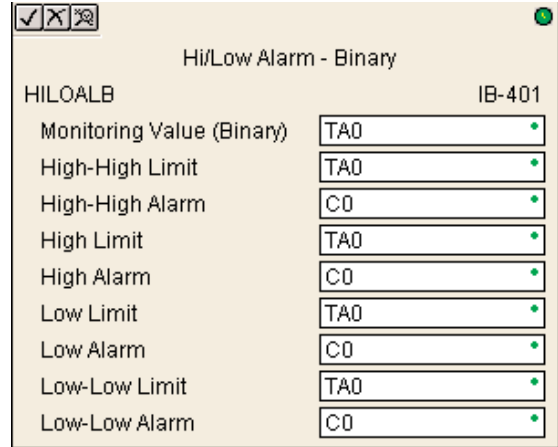 Hi/Low Alarm - Binary
HILOALB IB-401
Monitoring Value (Binary) TA0
High-High Limit TA0
High-High Alarm C0
High Limit TA0
High Alarm C0
Low Limit TA0
Low Alarm C0
Low-Low Limit TA0
Low-Low Alarm C0